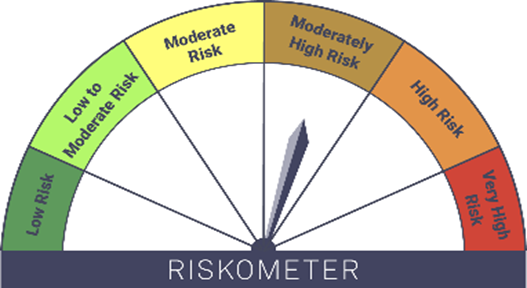 Low Risk
Low to
Moderate Risk
Moderate
Risk
Moderately
High Risk
High Risk
Very High
Risk
RISKOMETER